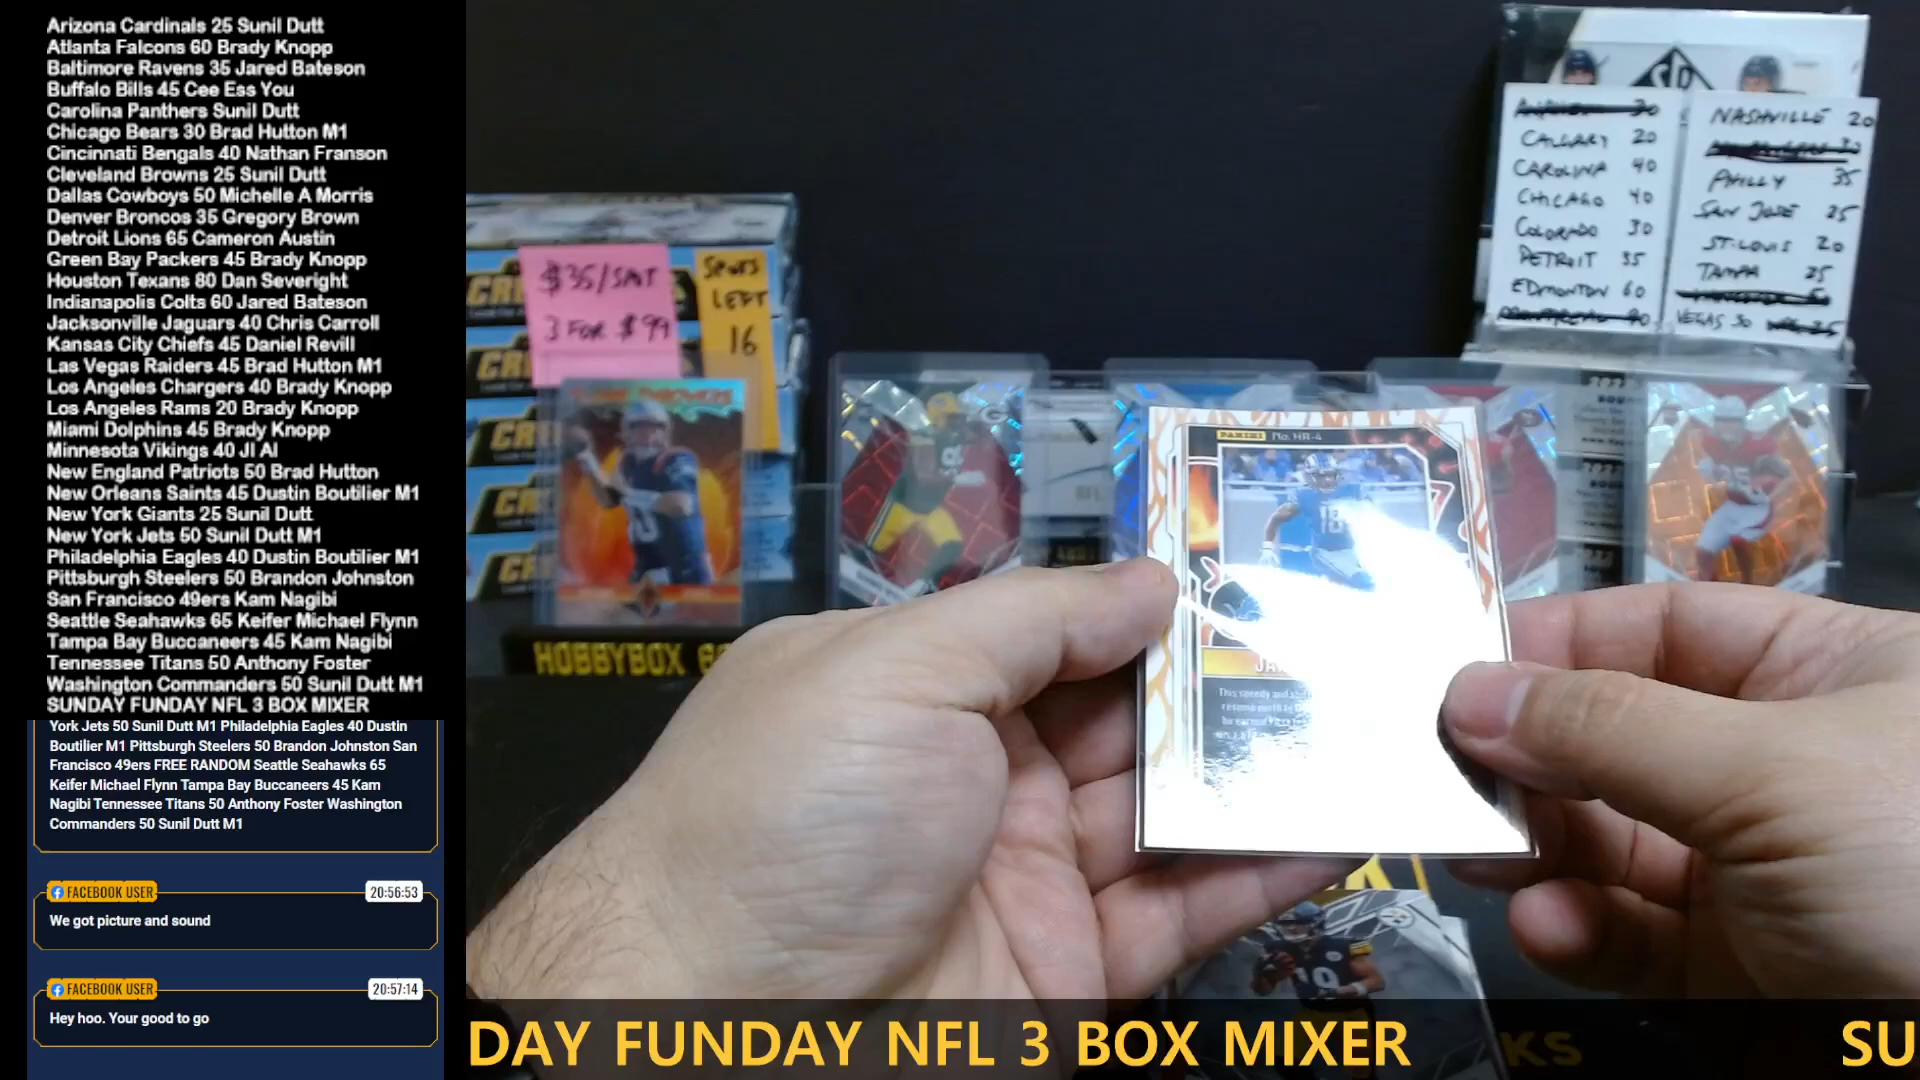 Arizona Cardinals 25 Sunil Dutt
Atlanta Falcons 60 Brady Knopp
Baltimore Ravens 35 Jared Bateson
Buffalo Bills 45 Cee Ess You
Carolina Panthers Sunil Dutt
Chicago Bears 30 Brad Hutton M1
Cincinnati Bengals 40 Nathan Franson
Cleveland Browns 25 Sunil Dutt
Dallas Cowboys 50 Michelle A Morris
Denver Broncos 35 Gregory Brown
Detroit Lions 65 Cameron Austin
Green Bay Packers 45 Brady Knopp
Houston Texans 80 Dan Severight
Indianapolis Colts 60 Jared Bateson
Jacksonville Jaguars 40 Chris Carroll
Kansas City Chiefs 45 Daniel Revill
Las Vegas Raiders 45 Brad Hutton M1
Los Angeles Chargers 40 Brady Knopp
Los Angeles Rams 20 Brady Knopp
Miami Dolphins 45 Brady Knopp
Minnesota Vikings 40 JI AI
New England Patriots 50 Brad Hutton
New Orleans Saints 45 Dustin Boutilier M1
New York Giants 25 Sunil Dutt
New York Jets 50 Sunil Dutt M1
Philadelphia Eagles 40 Dustin Boutilier M1
Pittsburgh Steelers 50 Brandon Johnston
San Francisco 49ers Kam Nagibi
Seattle Seahawks 65 Keifer Michael Flynn
Tampa Bay Buccaneers 45 Kam Nagibi
Tennessee Titans 50 Anthony Foster
Washington Commanders 50 Sunil Dutt M1
SUNDAY FUNDAY NFL 3 BOX MIXER
York Jets 50 Sunil Dutt M1 Philadelphia Eagles 40 Dustin
Boutilier M1 Pittsburgh Steelers 50 Brandon Johnston San
Francisco 49ers FREE RANDOM Seattle Seahawks 65
Keifer Michael Flynn Tampa Bay Buccaneers 45 Kam
Nagibi Tennessee Titans 50 Anthony Foster Washington
Commanders 50 Sunil Dutt M1
FACEBOOK USER 20:56:53
We got picture and sound
FACEBOOK USER 20:57:14
Hey hoo. Your good to go
$35/SPOT
3 FOR $99
SPOTS
LEFT
16
CALGARY 20
CAROLINA 40
CHICAGO 40
COLORADO 30
DETROIT 35
EDMONTON 60
NASHVILLE 20
PHILLY 35
SAN JOSE 25
ST. LOUIS 20
TAMPA 25
VEGAS 30
PANINI No. HR-4
This speedy and
HOBBYBOX
DAY FUNDAY NFL 3 BOX MIXER
SU